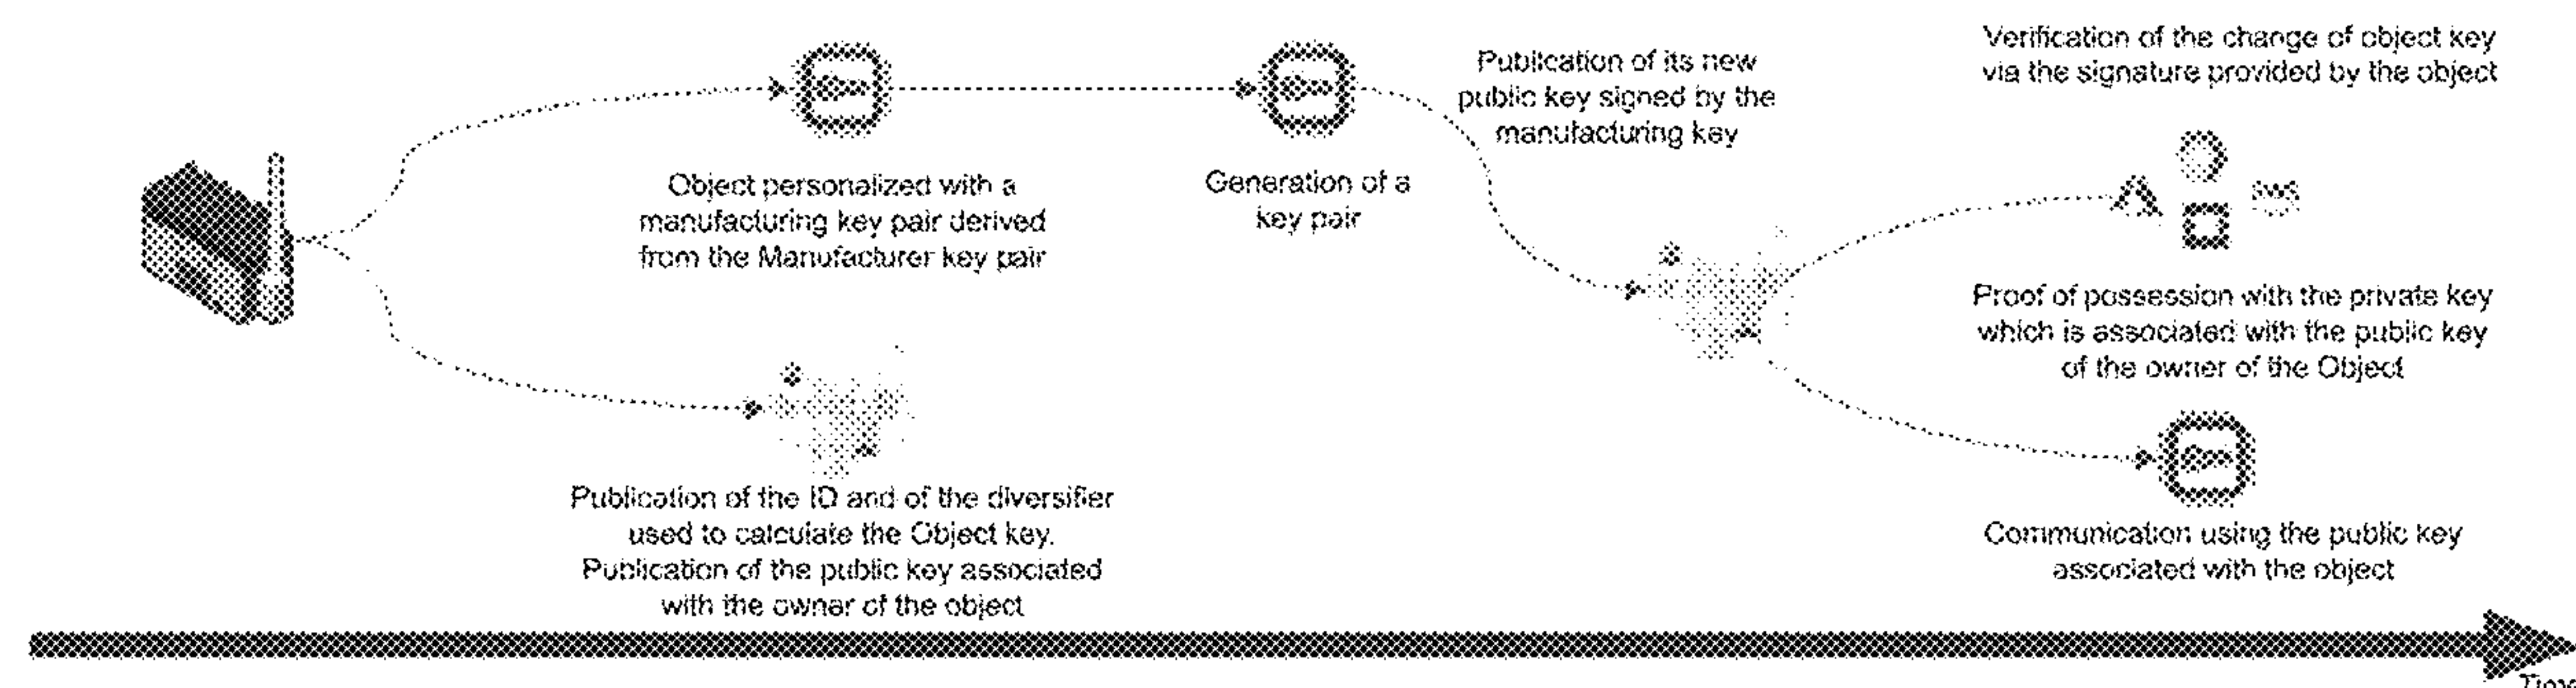 Object personalized with a
manufacturing key pair derived
from the Manufacturer key pair
Publication of the ID and of the diversifier
used to calculate the Object key.
Publication of the public key associated
with the owner of the object
Generation of a
key pair
Publication of its new
public key signed by the
manufacturing key
Verification of the change of object key
via the signature provided by the object
Proof of possession with the private key
which is associated with the public key
of the owner of the Object
Communication using the public key
associated with the object
Time